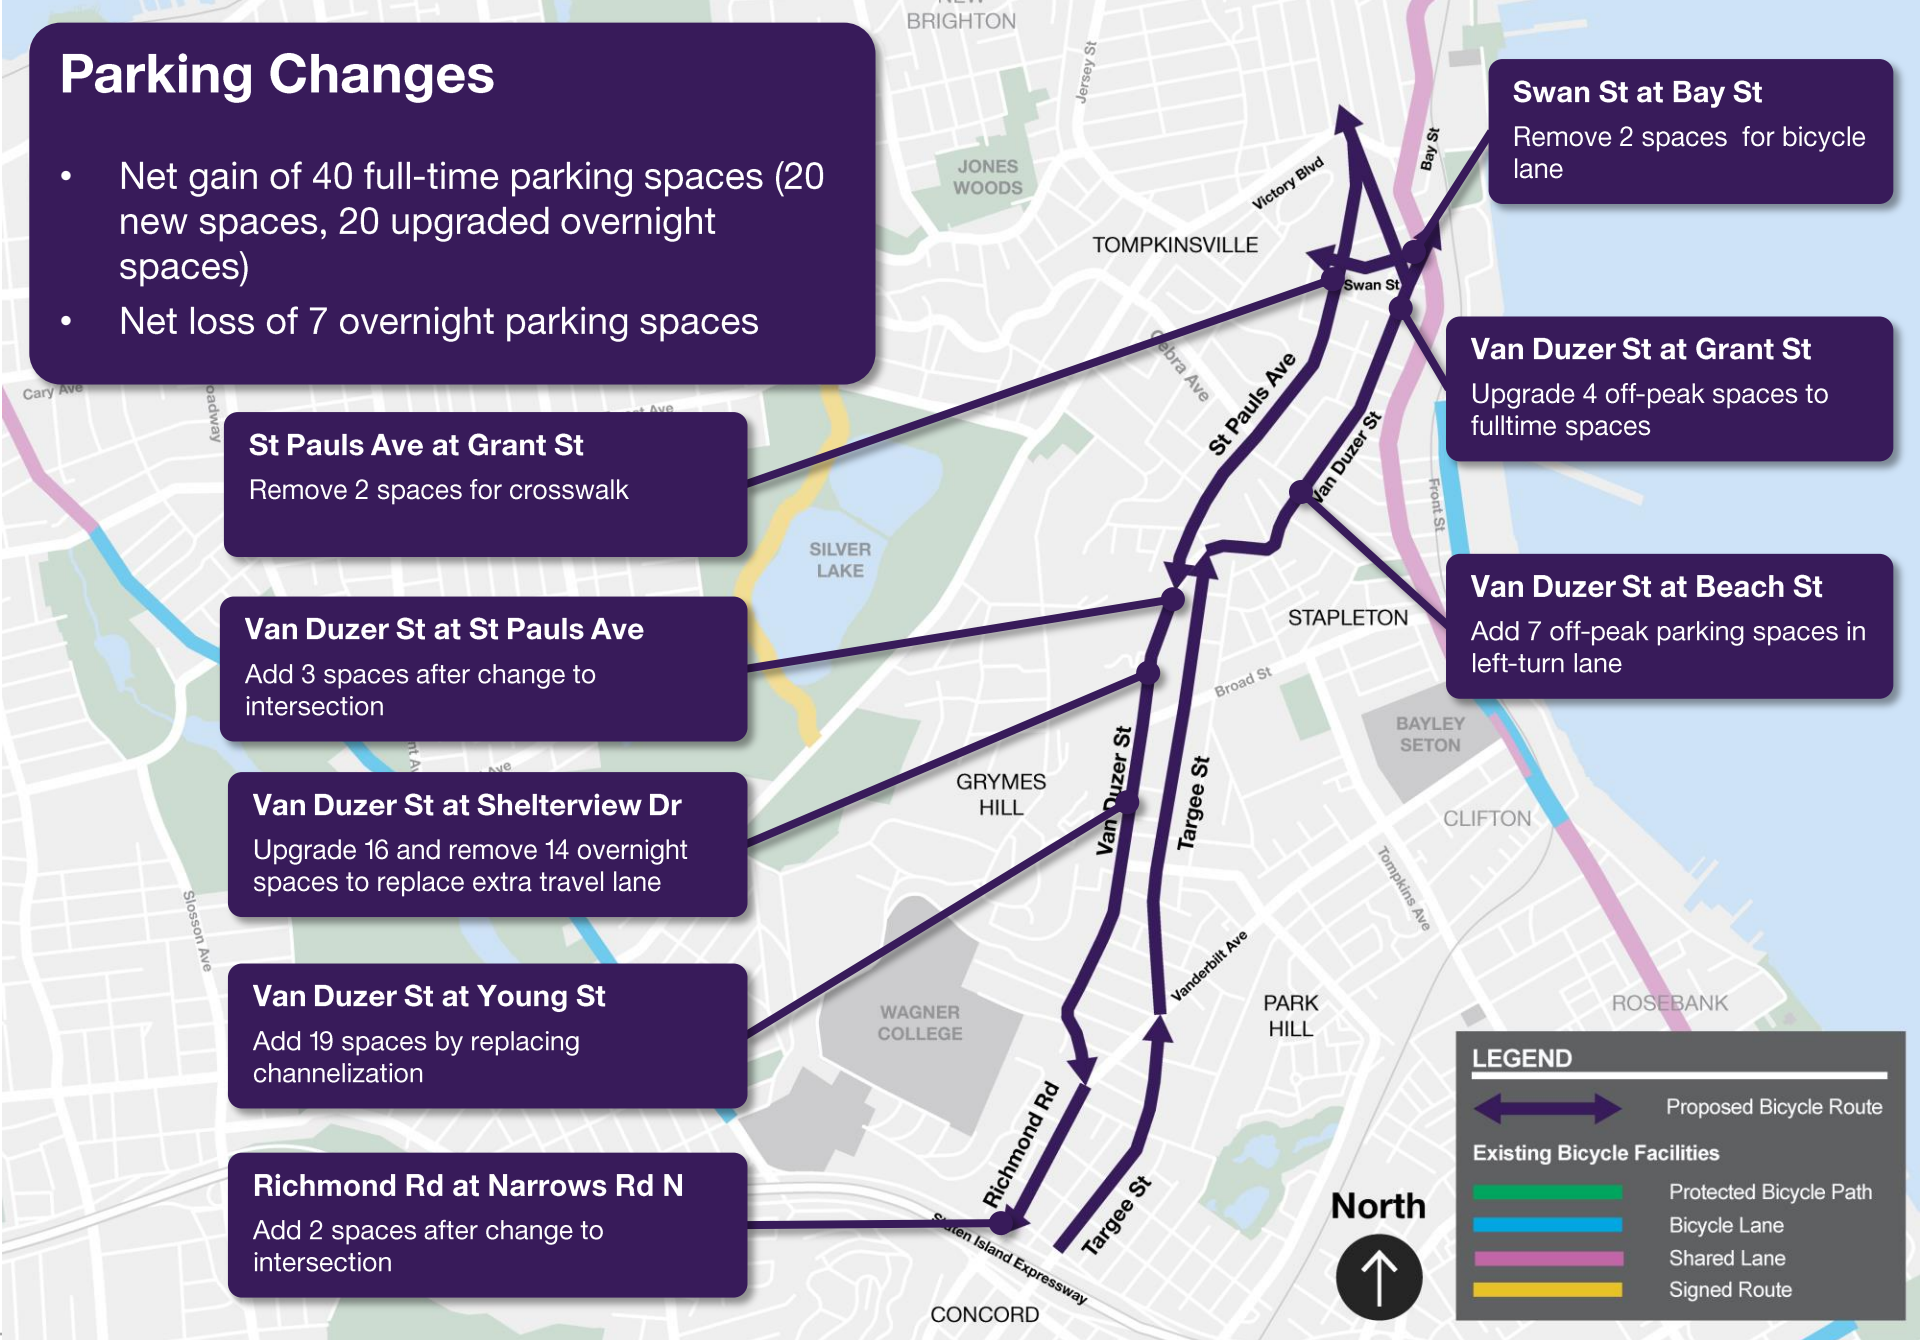 Parking Changes
• Net gain of 40 full-time parking spaces (20
new spaces, 20 upgraded overnight
spaces)
• Net loss of 7 overnight parking spaces
St Pauls Ave at Grant St
Remove 2 spaces for crosswalk
Van Duzer St at St Pauls Ave
Add 3 spaces after change to
intersection
Van Duzer St at Shelterview Dr
Upgrade 16 and remove 14 overnight
spaces to replace extra travel lane
Van Duzer St at Young St
Add 19 spaces by replacing
channelization
Richmond Rd at Narrows Rd N
Add 2 spaces after change to
intersection
Swan St at Bay St
Remove 2 spaces for bicycle
lane
Van Duzer St at Grant St
Upgrade 4 off-peak spaces to
fulltime spaces
Van Duzer St at Beach St
Add 7 off-peak parking spaces in
left-turn lane
BRIGHTON
Jersey St
JONES
WOODS
Victory Blvd
Bay St
TOMPKINSVILLE
Swan St
Cebra Ave
St Pauls Ave
Van Duzer St
Front St
Cary Ave
Ave
SILVER
LAKE
STAPLETON
Broad St
BAYLEY
SETON
GRYMES
HILL
Van Duzer St
Targee St
CLIFTON
Tompkins Ave
Slosson Ave
Vanderbilt Ave
WAGNER
COLLEGE
PARK
HILL
ROSEBANK
Richmond Rd
Targee St
Staten Island Expressway
CONCORD
North
LEGEND
Proposed Bicycle Route
Existing Bicycle Facilities
Protected Bicycle Path
Bicycle Lane
Shared Lane
Signed Route